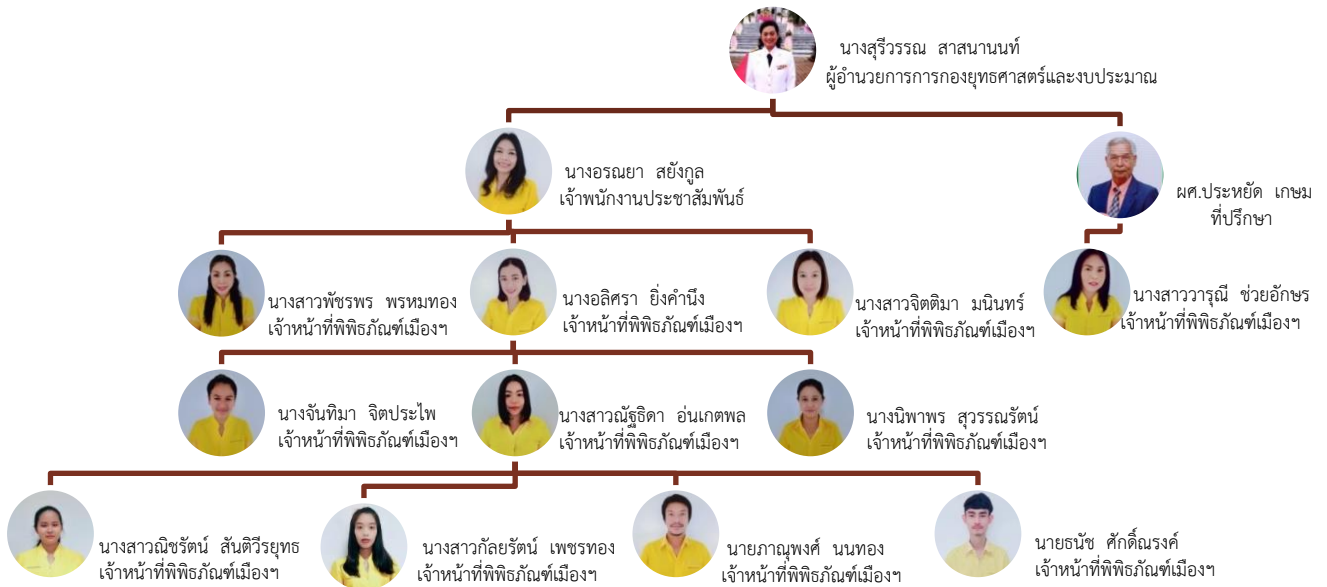 นางสุรีวรรณ สาสนานนท์
ผู้อำนวยการการกองยุทธศาสตร์และงบประมาณ
นางอรณยา สยังกูล
เจ้าพนักงานประชาสัมพันธ์
ผศ.ประหยัด เกษม
ที่ปรึกษา
นางสาวพัชรพร พรหมทอง
เจ้าหน้าที่พิพิธภัณฑ์เมืองฯ
นางอลิศรา ยิ่งคำนึง
เจ้าหน้าที่พิพิธภัณฑ์เมืองฯ
นางสาวจิตติมา มนินทร์
เจ้าหน้าที่พิพิธภัณฑ์เมืองฯ
นางสาววารุณี ช่วยอักษร
เจ้าหน้าที่พิพิธภัณฑ์เมืองฯ
นางจันทิมา จิตประไพ
เจ้าหน้าที่พิพิธภัณฑ์เมืองฯ
นางสาวณัฐธิดา อ่นเกตพล
เจ้าหน้าที่พิพิธภัณฑ์เมืองฯ
นางนิพาพร สุวรรณรัตน์
เจ้าหน้าที่พิพิธภัณฑ์เมืองฯ
นางสาวณิชรัตน์ สันติวีรยุทธ
เจ้าหน้าที่พิพิธภัณฑ์เมืองฯ
นางสาวกัลยรัตน์ เพชรทอง
เจ้าหน้าที่พิพิธภัณฑ์เมืองฯ
นายภาณุพงศ์ นนทอง
เจ้าหน้าที่พิพิธภัณฑ์เมืองฯ
นายธนัช ศักดิ์ณรงค์
เจ้าหน้าที่พิพิธภัณฑ์เมืองฯ